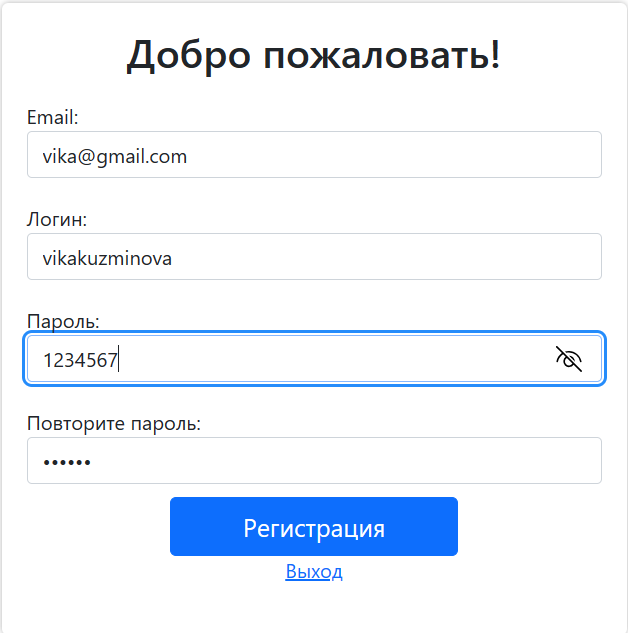 Добро пожаловать!
Email:
vika@gmail.com
Логин:
vikakuzminova
Пароль:
1234567
Повторите пароль:
••••••
Регистрация
Выход